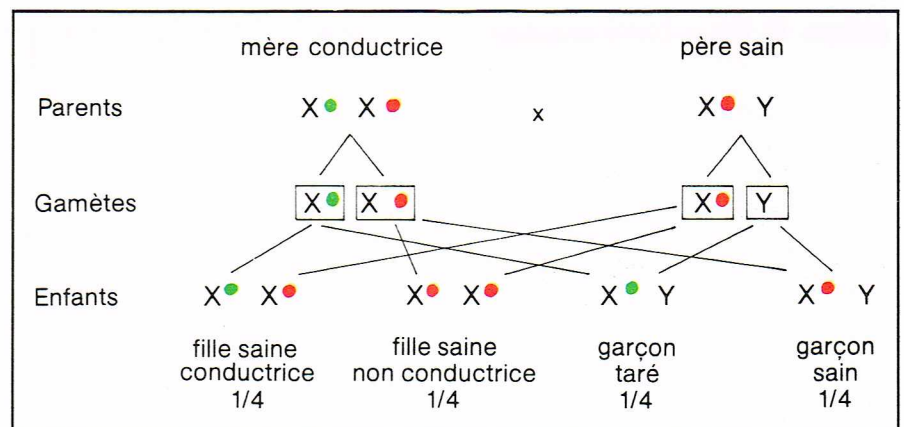 mère conductrice père sain
Parents X X x X Y
Gamètes X X X Y
Enfants X X X X X Y X Y
fille saine fille saine garçon garçon
conductrice non conductrice taré sain
1/4 1/4 1/4 1/4